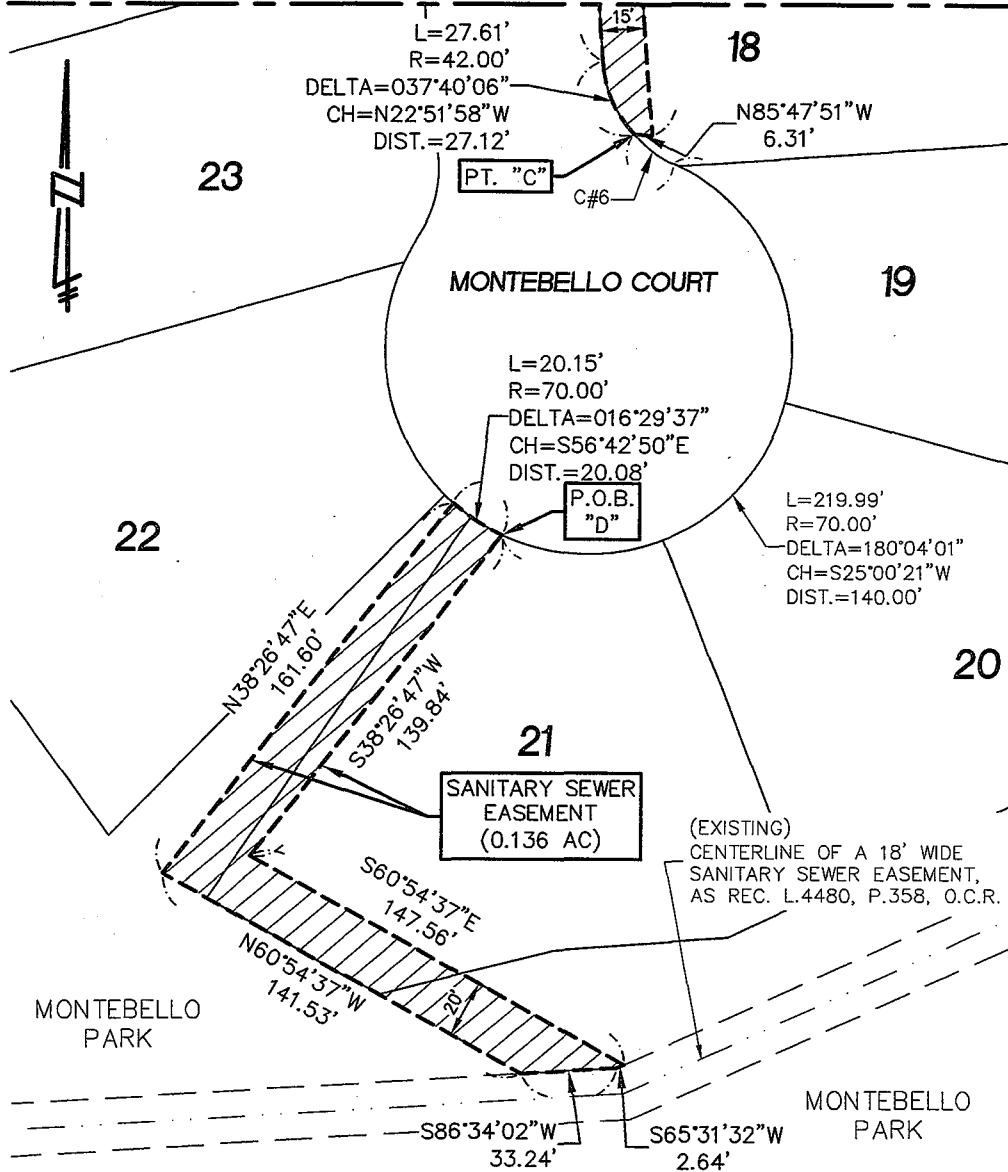 L=27.61'
R=42.00'
DELTA=037°40'06"
CH=N22°51'58"W
DIST.=27.12'
15'
18
N85°47'51"W
6.31'
PT. "C"
C#6
23
MONTEBELLO COURT
19
L=20.15'
R=70.00'
DELTA=016°29'37"
CH=S56°42'50"E
DIST.=20.08'
P.O.B.
"D"
L=219.99'
R=70.00'
DELTA=180°04'01"
CH=S25°00'21"W
DIST.=140.00'
22
N38°26'47"E
161.60'
S38°26'47"W
139.84'
20
21
SANITARY SEWER
EASEMENT
(0.136 AC)
(EXISTING)
CENTERLINE OF A 18' WIDE
SANITARY SEWER EASEMENT,
AS REC. L.4480, P.358, O.C.R.
S60°54'37"E
147.56'
N60°54'37"W
141.53'
20'
MONTEBELLO
PARK
MONTEBELLO
PARK
S86°34'02"W
33.24'
S65°31'32"W
2.64'